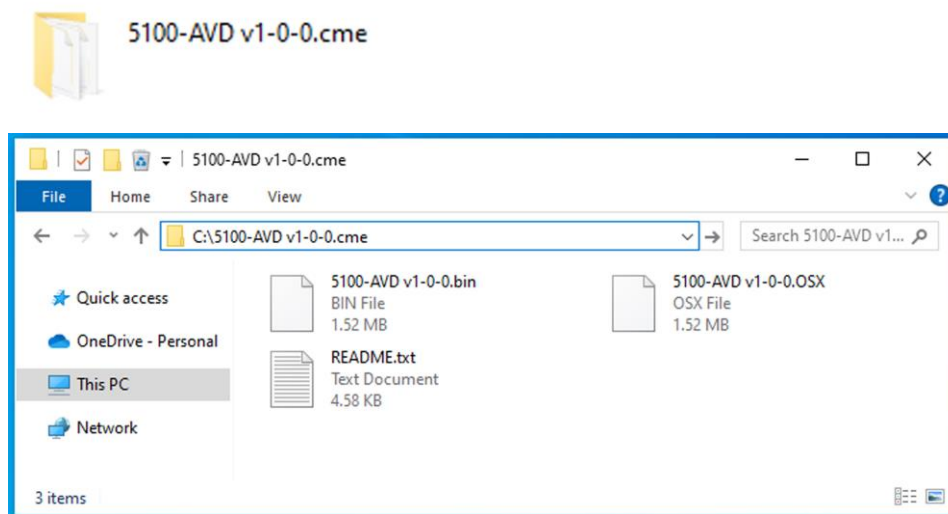 5100-AVD v1-0-0.cme
5100-AVD v1-0-0.cme
File Home Share View
C:\5100-AVD v1-0-0.cme
Search 5100-AVD v1...
Quick access
OneDrive - Personal
This PC
Network
5100-AVD v1-0-0.bin
BIN File
1.52 MB
5100-AVD v1-0-0.OSX
OSX File
1.52 MB
README.txt
Text Document
4.58 KB
3 items